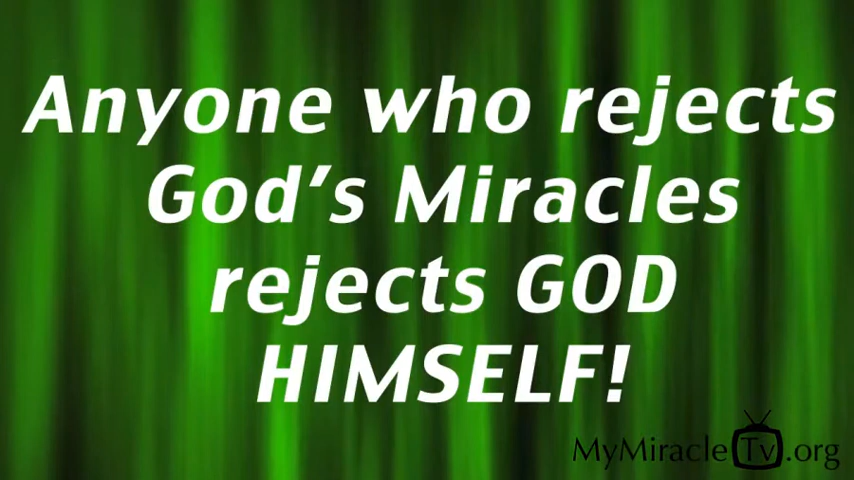 Anyone who rejects
God's Miracles
rejects GOD
HIMSELF!
MyMiracleTv.org